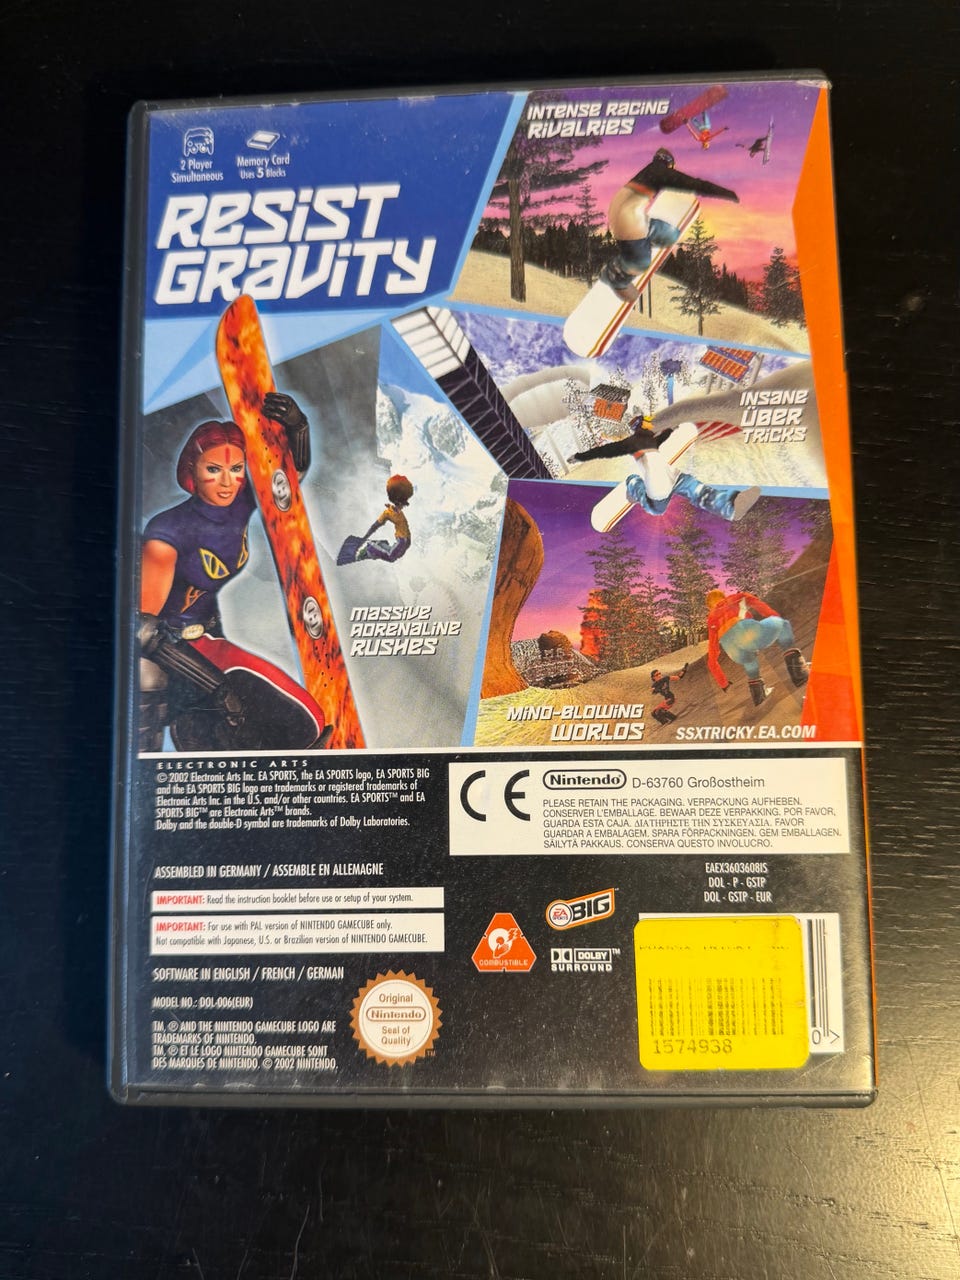 2 Player
Simultaneous
Memory Card
Uses 5 Blocks
RESIST
GRAVITY
INTENSE RACING
RIVALRIES
INSANE
ÜBER
TRICKS
MASSIVE
ADRENALINE
RUSHES
MIND-BLOWING
WORLDS
SSXTRICKY.EA.COM
ELECTRONIC ARTS
© 2002 Electronic Arts Inc. EA SPORTS, the EA SPORTS logo, EA SPORTS BIG
and the EA SPORTS BIG logo are trademarks or registered trademarks of
Electronic Arts Inc. in the U.S. and/or other countries. EA SPORTS™ and EA
SPORTS BIG™ are Electronic Arts™ brands.
Dolby and the double-D symbol are trademarks of Dolby Laboratories.
CE
Nintendo
D-63760 Großostheim
PLEASE RETAIN THE PACKAGING. VERPACKUNG AUFHEBEN.
CONSERVER L'EMBALLAGE. BEWAAR DEZE VERPAKKING. POR FAVOR,
GUARDA ESTA CAJA. ΔΙΑΤΗΡΗΣΤΕ ΤΗΝ ΣΥΣΚΕΥΑΣΙΑ. FAVOR
GUARDAR A EMBALAGEM. SPARA FÖRPACKNINGEN. GEM EMBALLAGEN.
SÄILYTÄ PAKKAUS. CONSERVA QUESTO INVOLUCRO.
ASSEMBLED IN GERMANY / ASSEMBLE EN ALLEMAGNE
EAEX3603608IS
DOL - P - GSTP
DOL - GSTP - EUR
IMPORTANT: Read the instruction booklet before use or setup of your system.
IMPORTANT: For use with PAL version of NINTENDO GAMECUBE only.
Not compatible with Japanese, U.S. or Brazilian version of NINTENDO GAMECUBE.
SOFTWARE IN ENGLISH / FRENCH / GERMAN
MODEL NO.: DOL-006(EUR)
TM, ® AND THE NINTENDO GAMECUBE LOGO ARE
TRADEMARKS OF NINTENDO.
TM, ® ET LE LOGO NINTENDO GAMECUBE SONT
DES MARQUES DE NINTENDO. © 2002 NINTENDO.
Original
Nintendo
Seal of
Quality
TM
COMBUSTIBLE
EA
SPORTS
BIG
DOLBY™
SURROUND
1574938
0 >